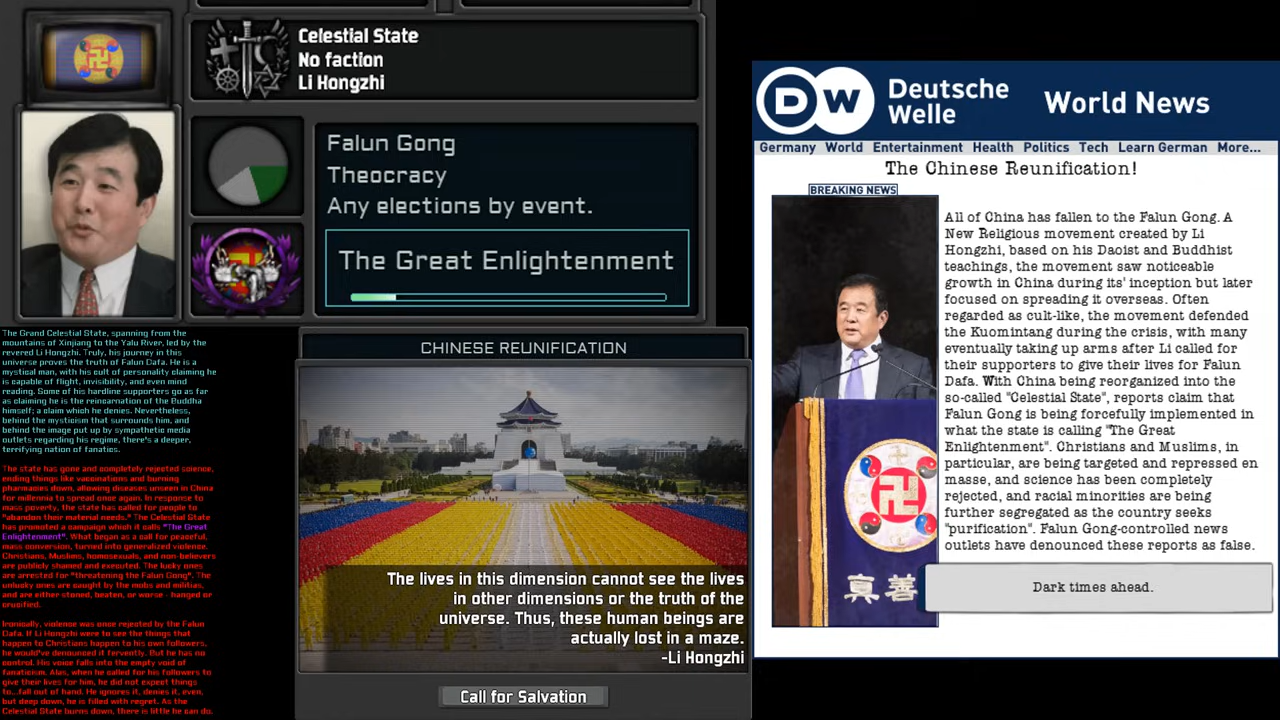 Celestial State
No faction
Li Hongzhi
Falun Gong
Theocracy
Any elections by event.
The Great Enlightenment
The Grand Celestial State, spanning from the
mountains of Xinjiang to the Yalu River, led by the
revered Li Hongzhi. Truly, his journey in this
universe proves the truth of Falun Dafa. He is a
mystical man, with his cult of personality claiming he
is capable of flight, invisibility, and even mind
reading. Some of his hardline supporters go as far
as claiming he is the reincarnation of the Buddha
himself; a claim which he denies. Nevertheless,
behind the mysticism that surrounds him, and
behind the image put up by sympathetic media
outlets regarding his regime, there's a deeper,
terrifying nation of fanatics.
The state has gone and completely rejected science,
ending things like vaccinations and burning
pharmacies down, allowing diseases unseen in China
for millennia to spread once again. In response to
mass poverty, the state has called for people to
"abandon their material needs." The Celestial State
has promoted a campaign which it calls "The Great
Enlightenment". What began as a call for peaceful,
mass conversion, turned into generalized violence.
Christians, Muslims, homosexuals, and non-believers
are publicly shamed and executed. The lucky ones
are arrested for "threatening the Falun Gong". The
unlucky ones are caught by the mobs and militias,
and are either stoned, beaten, or worse - hanged or
crucified.
Ironically, violence was once rejected by the Falun
Dafa. If Li Hongzhi were to see the things that
happen to Christians happen to his own followers,
he would've denounced it fervently. But he has no
control. His voice falls into the empty void of
fanaticism. Alas, when he called for his followers to
give their lives for him, he did not expect things
to...fall out of hand. He ignores it, denies it, even,
but deep down, he is filled with regret. As the
Celestial State burns down, there is little he can do.
CHINESE REUNIFICATION
The lives in this dimension cannot see the lives
in other dimensions or the truth of the
universe. Thus, these human beings are
actually lost in a maze.
-Li Hongzhi
Call for Salvation
DW Deutsche
Welle
World News
Germany World Entertainment Health Politics Tech Learn German More...
The Chinese Reunification!
BREAKING NEWS
All of China has fallen to the Falun Gong. A
New Religious movement created by Li
Hongzhi, based on his Daoist and Buddhist
teachings, the movement saw noticeable
growth in China during its' inception but later
focused on spreading it overseas. Often
regarded as cult-like, the movement defended
the Kuomintang during the crisis, with many
eventually taking up arms after Li called for
their supporters to give their lives for Falun
Dafa. With China being reorganized into the
so-called "Celestial State", reports claim that
Falun Gong is being forcefully implemented in
what the state is calling "The Great
Enlightenment". Christians and Muslims, in
particular, are being targeted and repressed en
masse, and science has been completely
rejected, and racial minorities are being
further segregated as the country seeks
"purification". Falun Gong-controlled news
outlets have denounced these reports as false.
真善
Dark times ahead.